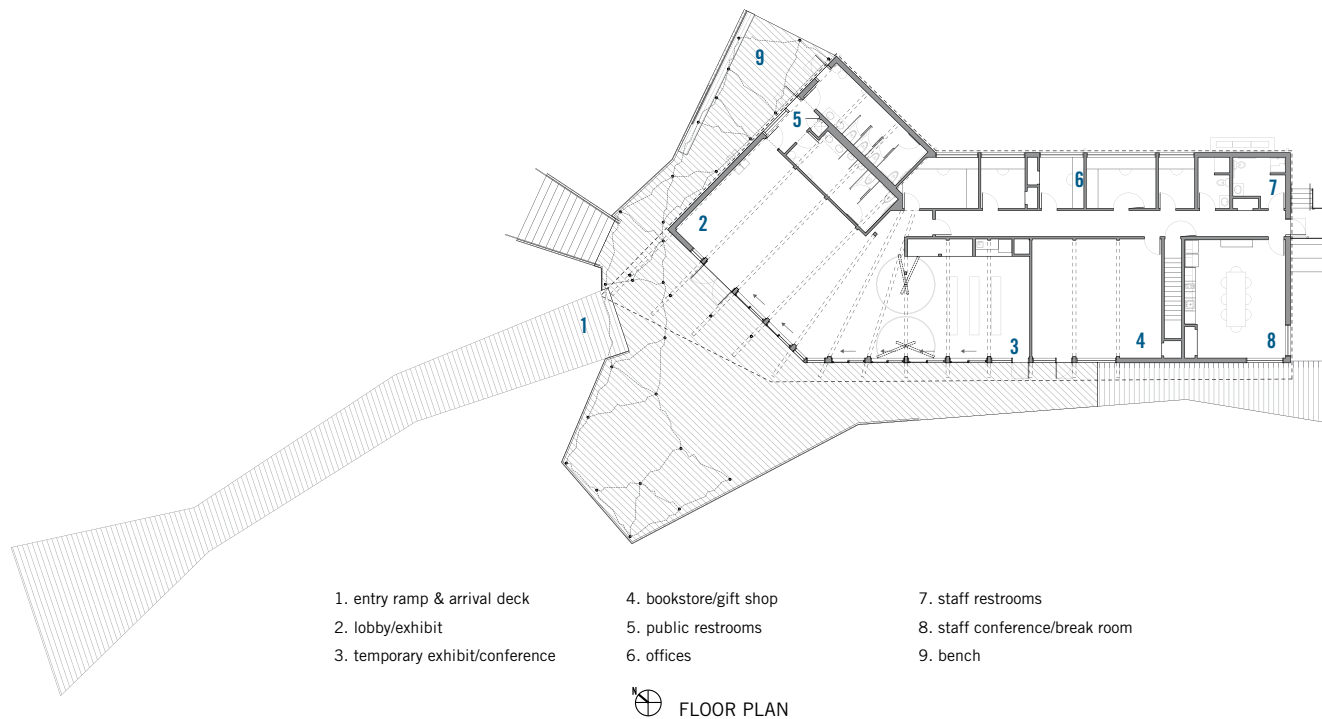 9
5
6
7
2
1
3
4
8
1. entry ramp & arrival deck
2. lobby/exhibit
3. temporary exhibit/conference
4. bookstore/gift shop
5. public restrooms
6. offices
7. staff restrooms
8. staff conference/break room
9. bench
N
FLOOR PLAN